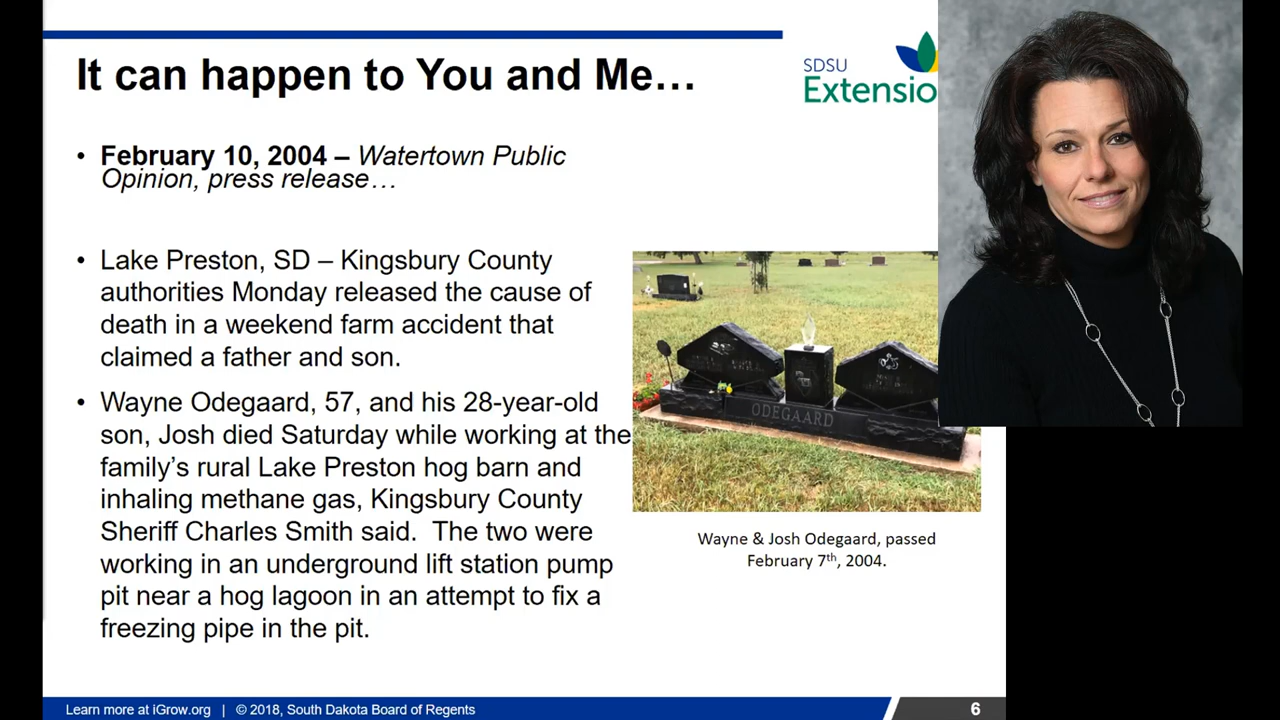 It can happen to You and Me…
SDSU
Extensio
• February 10, 2004 – Watertown Public
Opinion, press release…
• Lake Preston, SD – Kingsbury County
authorities Monday released the cause of
death in a weekend farm accident that
claimed a father and son.
• Wayne Odegaard, 57, and his 28-year-old
son, Josh died Saturday while working at the
family’s rural Lake Preston hog barn and
inhaling methane gas, Kingsbury County
Sheriff Charles Smith said.  The two were
working in an underground lift station pump
pit near a hog lagoon in an attempt to fix a
freezing pipe in the pit.
ODEGAARD
Wayne & Josh Odegaard, passed
February 7th, 2004.
Learn more at iGrow.org | © 2018, South Dakota Board of Regents
6